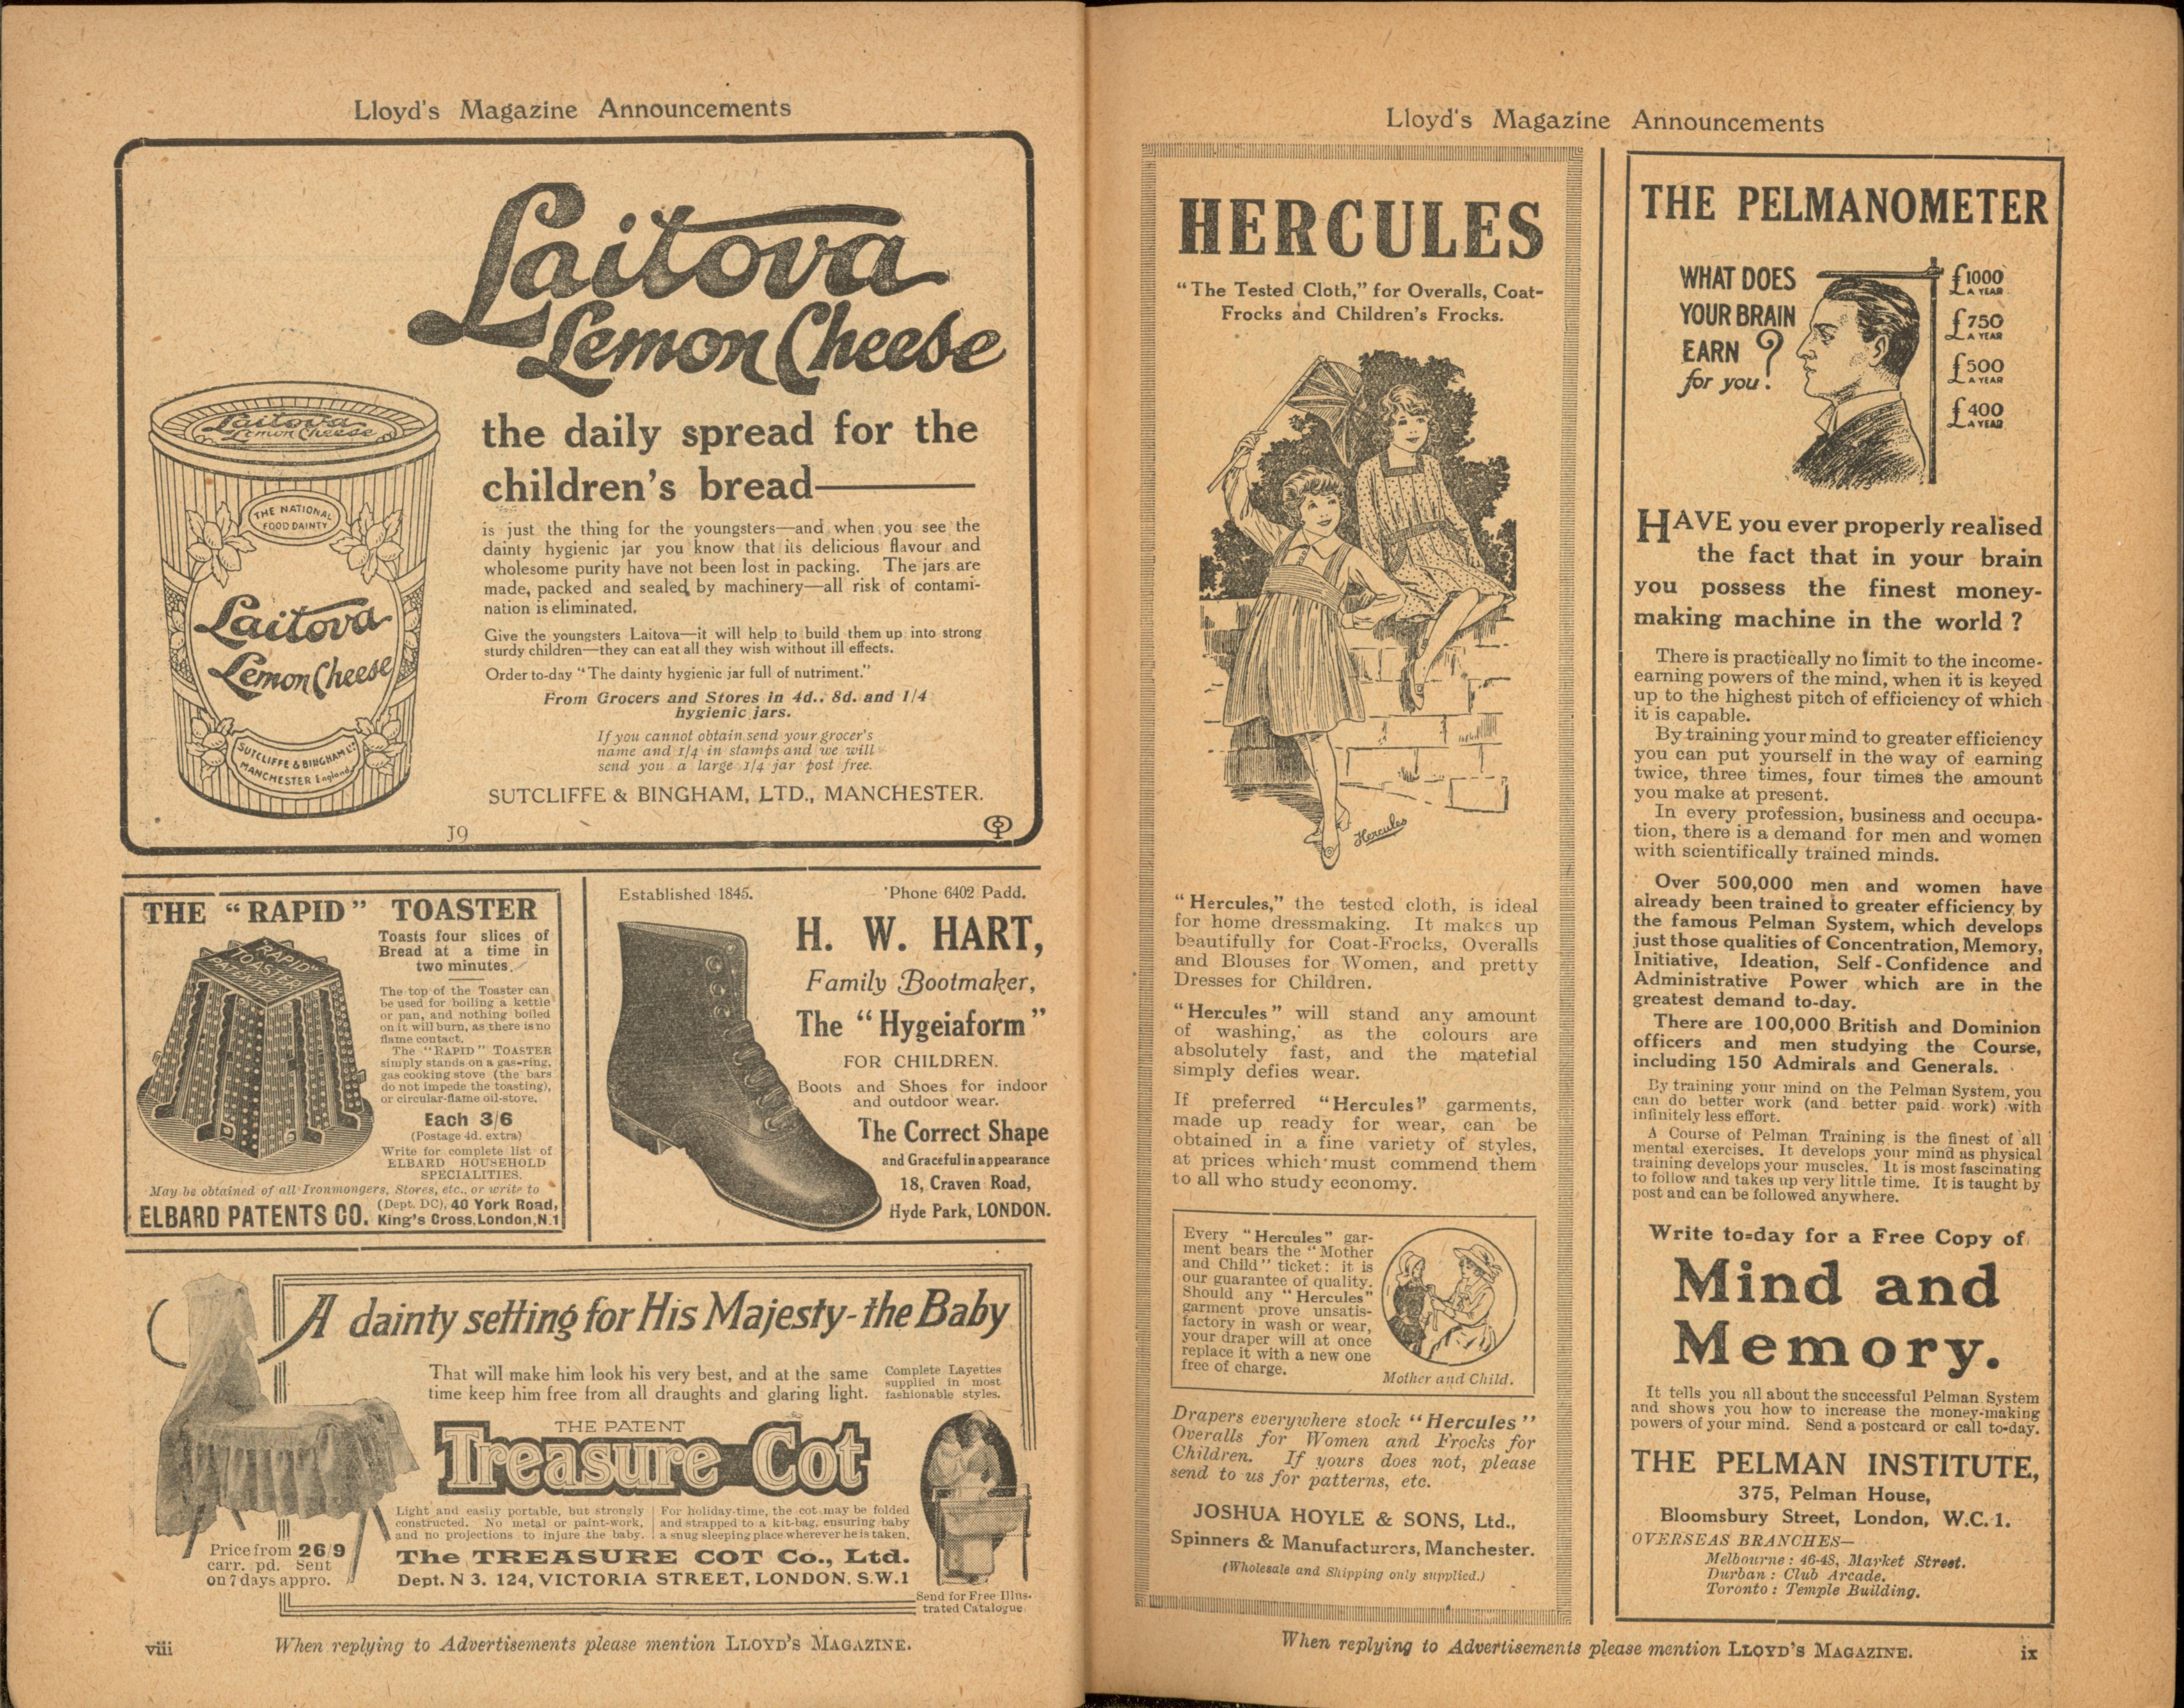 Lloyd's Magazine Announcements
Laitova
Lemon Cheese
the daily spread for the
children's bread—
is just the thing for the youngsters—and when you see the
dainty hygienic jar you know that its delicious flavour and
wholesome purity have not been lost in packing. The jars are
made, packed and sealed by machinery—all risk of contami-
nation is eliminated.
Give the youngsters Laitova—it will help to build them up into strong
sturdy children—they can eat all they wish without ill effects.
Order to-day "The dainty hygienic jar full of nutriment."
From Grocers and Stores in 4d., 8d. and 1/4
hygienic jars.
If you cannot obtain send your grocer's
name and 1/4 in stamps and we will
send you a large 1/4 jar post free.
SUTCLIFFE & BINGHAM, LTD., MANCHESTER.
J9
Laitova
Lemon Cheese
THE NATIONAL
FOOD DAINTY
Laitova
Lemon Cheese
SUTCLIFFE & BINGHAM LTD
MANCHESTER England
THE "RAPID" TOASTER
"RAPID"
TOASTER
PATENTED
Toasts four slices of
Bread at a time in
two minutes.
The top of the Toaster can
be used for boiling a kettle
or pan, and nothing boiled
on it will burn, as there is no
flame contact.
The "RAPID" TOASTER
simply stands on a gas-ring,
gas cooking stove (the bars
do not impede the toasting),
or circular-flame oil-stove.
Each 3/6
(Postage 4d. extra)
Write for complete list of
ELBARD HOUSEHOLD
SPECIALITIES.
May be obtained of all Ironmongers, Stores, etc., or write to
ELBARD PATENTS CO. (Dept. DC), 40 York Road,
King's Cross, London, N.1
Established 1845.
'Phone 6402 Padd.
H. W. HART,
Family Bootmaker,
The "Hygeiaform"
FOR CHILDREN.
Boots and Shoes for indoor
and outdoor wear.
The Correct Shape
and Graceful in appearance
18, Craven Road,
Hyde Park, LONDON.
A dainty setting for His Majesty-the Baby
That will make him look his very best, and at the same
time keep him free from all draughts and glaring light.
Complete Layettes
supplied in most
fashionable styles.
THE PATENT
Treasure Cot
Light and easily portable, but strongly
constructed. No metal or paint-work,
and no projections to injure the baby.
For holiday-time, the cot may be folded
and strapped to a kit-bag, ensuring baby
a snug sleeping place wherever he is taken.
Price from 26/9
carr. pd. Sent
on 7 days appro.
The TREASURE COT Co., Ltd.
Dept. N 3. 124, VICTORIA STREET, LONDON, S.W.1
Send for Free Illus-
trated Catalogue
viii
When replying to Advertisements please mention LLOYD'S MAGAZINE.
Lloyd's Magazine Announcements
HERCULES
"The Tested Cloth," for Overalls, Coat-
Frocks and Children's Frocks.
Hercules
"Hercules," the tested cloth, is ideal
for home dressmaking. It makes up
beautifully for Coat-Frocks, Overalls
and Blouses for Women, and pretty
Dresses for Children.
"Hercules" will stand any amount
of washing, as the colours are
absolutely fast, and the material
simply defies wear.
If preferred "Hercules" garments,
made up ready for wear, can be
obtained in a fine variety of styles,
at prices which must commend them
to all who study economy.
Every "Hercules" gar-
ment bears the "Mother
and Child" ticket: it is
our guarantee of quality.
Should any "Hercules"
garment prove unsatis-
factory in wash or wear,
your draper will at once
replace it with a new one
free of charge.
Mother and Child.
Drapers everywhere stock "Hercules"
Overalls for Women and Frocks for
Children. If yours does not, please
send to us for patterns, etc.
JOSHUA HOYLE & SONS, Ltd.,
Spinners & Manufacturers, Manchester.
(Wholesale and Shipping only supplied.)
THE PELMANOMETER
WHAT DOES
YOUR BRAIN
EARN
for you?
£1000
A YEAR
£750
A YEAR
£500
A YEAR
£400
A YEAR
HAVE you ever properly realised
the fact that in your brain
you possess the finest money-
making machine in the world?
There is practically no limit to the income-
earning powers of the mind, when it is keyed
up to the highest pitch of efficiency of which
it is capable.
By training your mind to greater efficiency
you can put yourself in the way of earning
twice, three times, four times the amount
you make at present.
In every profession, business and occupa-
tion, there is a demand for men and women
with scientifically trained minds.
Over 500,000 men and women have
already been trained to greater efficiency by
the famous Pelman System, which develops
just those qualities of Concentration, Memory,
Initiative, Ideation, Self-Confidence and
Administrative Power which are in the
greatest demand to-day.
There are 100,000 British and Dominion
officers and men studying the Course,
including 150 Admirals and Generals.
By training your mind on the Pelman System, you
can do better work (and better paid work) with
infinitely less effort.
A Course of Pelman Training is the finest of all
mental exercises. It develops your mind as physical
training develops your muscles. It is most fascinating
to follow and takes up very little time. It is taught by
post and can be followed anywhere.
Write to-day for a Free Copy of
Mind and
Memory.
It tells you all about the successful Pelman System
and shows you how to increase the money-making
powers of your mind. Send a postcard or call to-day.
THE PELMAN INSTITUTE,
375, Pelman House,
Bloomsbury Street, London, W.C.1.
OVERSEAS BRANCHES—
Melbourne: 46-48, Market Street.
Durban: Club Arcade.
Toronto: Temple Building.
When replying to Advertisements please mention LLOYD'S MAGAZINE.
ix